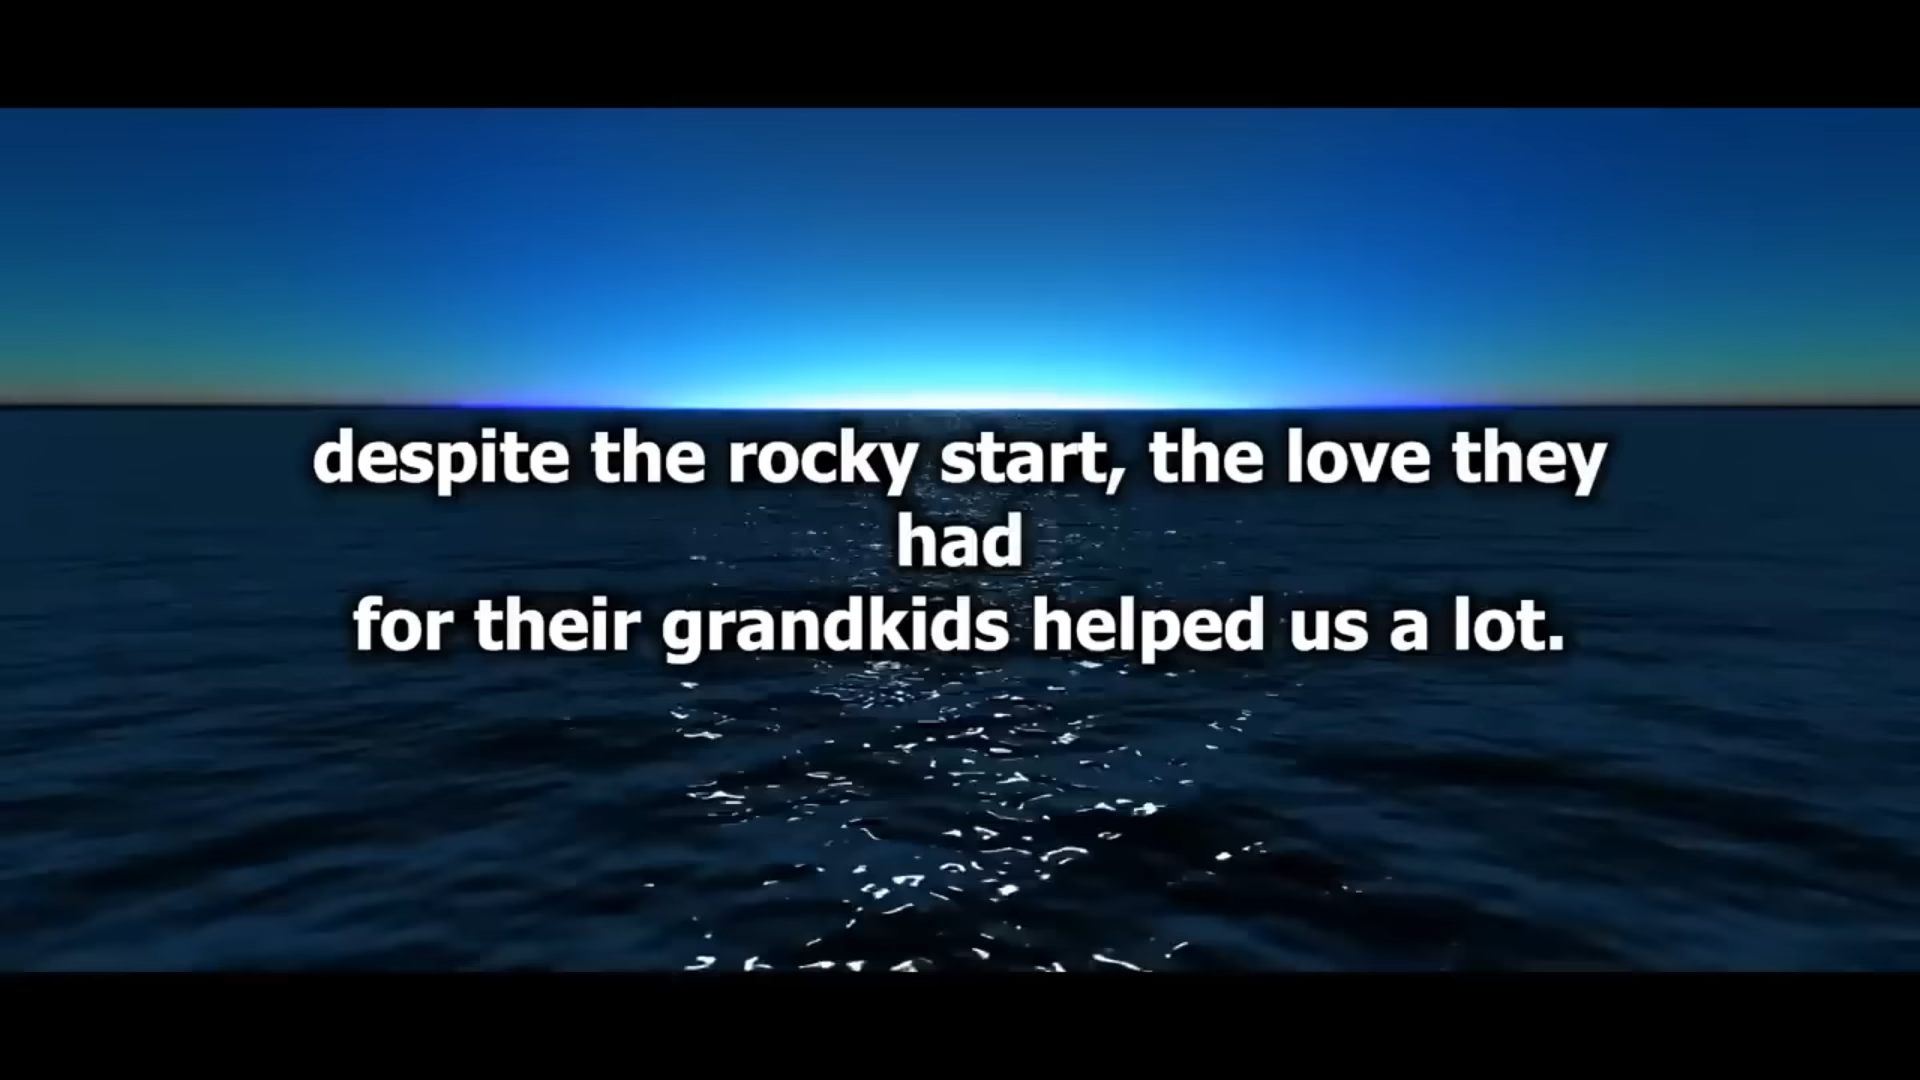 despite the rocky start, the love they
had
for their grandkids helped us a lot.